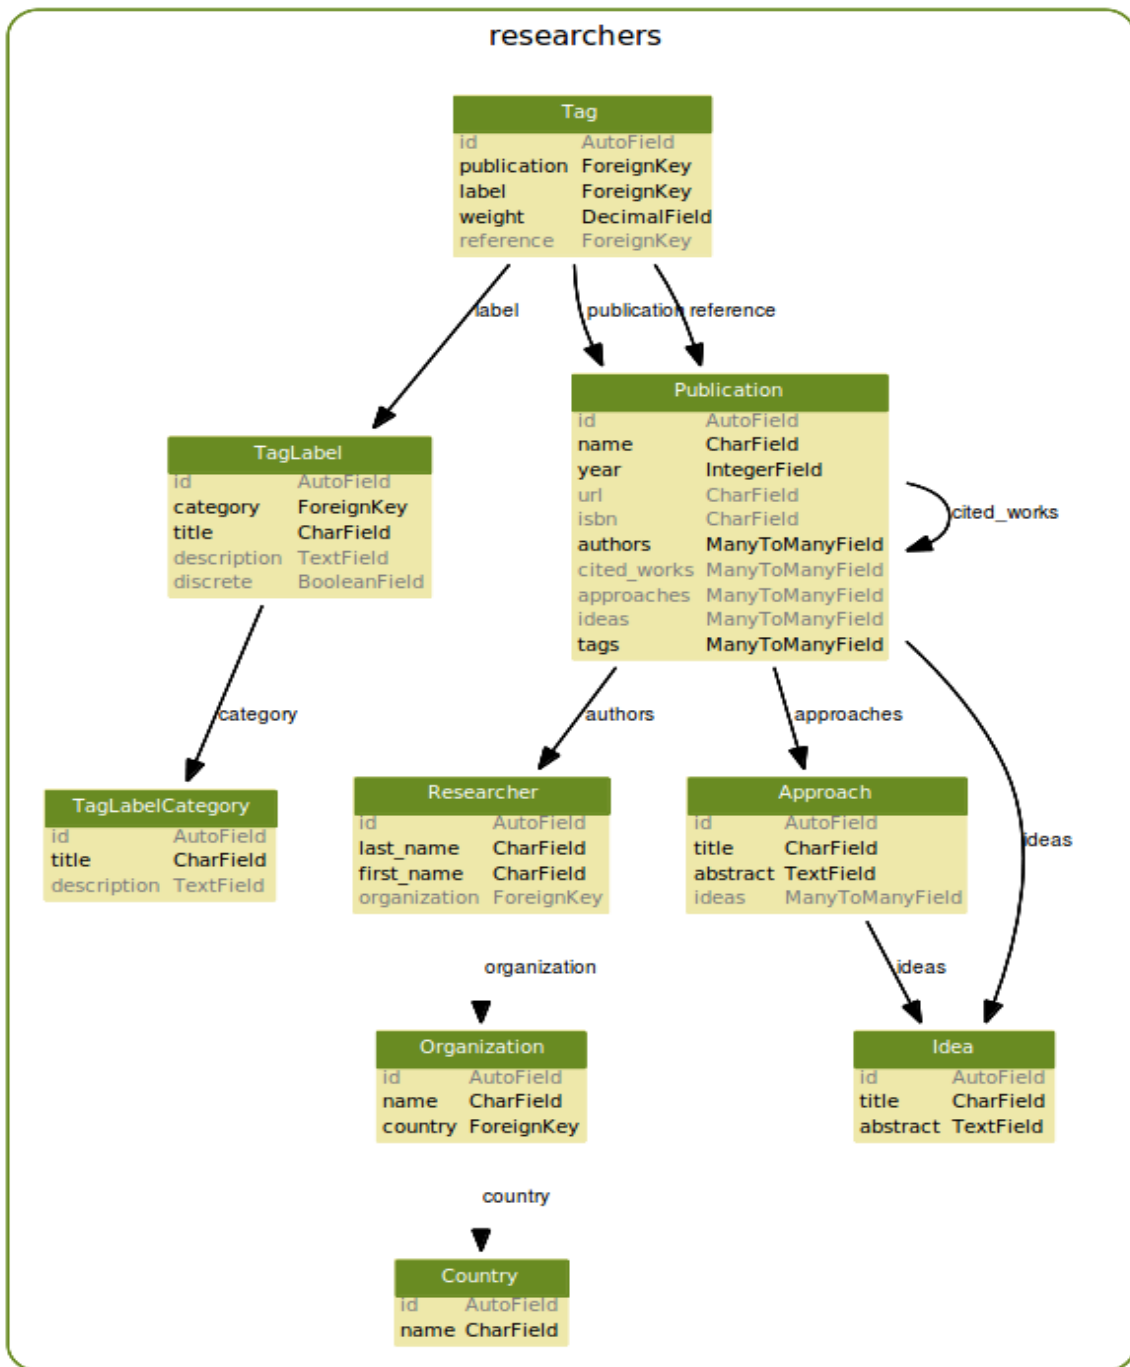 researchers
Tag
id AutoField
publication ForeignKey
label ForeignKey
weight DecimalField
reference ForeignKey
label
publication reference
Publication
id AutoField
name CharField
year IntegerField
url CharField
isbn CharField
authors ManyToManyField
cited_works ManyToManyField
approaches ManyToManyField
ideas ManyToManyField
tags ManyToManyField
cited_works
TagLabel
id AutoField
category ForeignKey
title CharField
description TextField
discrete BooleanField
category
authors
approaches
ideas
TagLabelCategory
id AutoField
title CharField
description TextField
Researcher
id AutoField
last_name CharField
first_name CharField
organization ForeignKey
Approach
id AutoField
title CharField
abstract TextField
ideas ManyToManyField
organization
ideas
Organization
id AutoField
name CharField
country ForeignKey
Idea
id AutoField
title CharField
abstract TextField
country
Country
id AutoField
name CharField